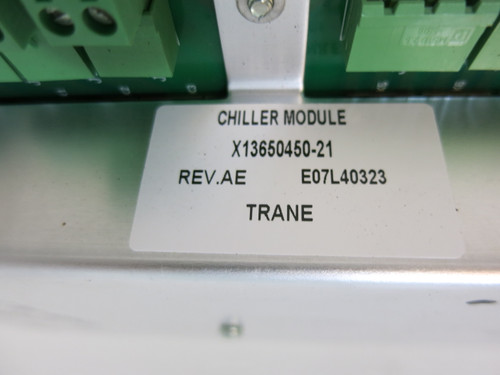 CHILLER MODULE
X13650450-21
REV.AE E07L40323
TRANE